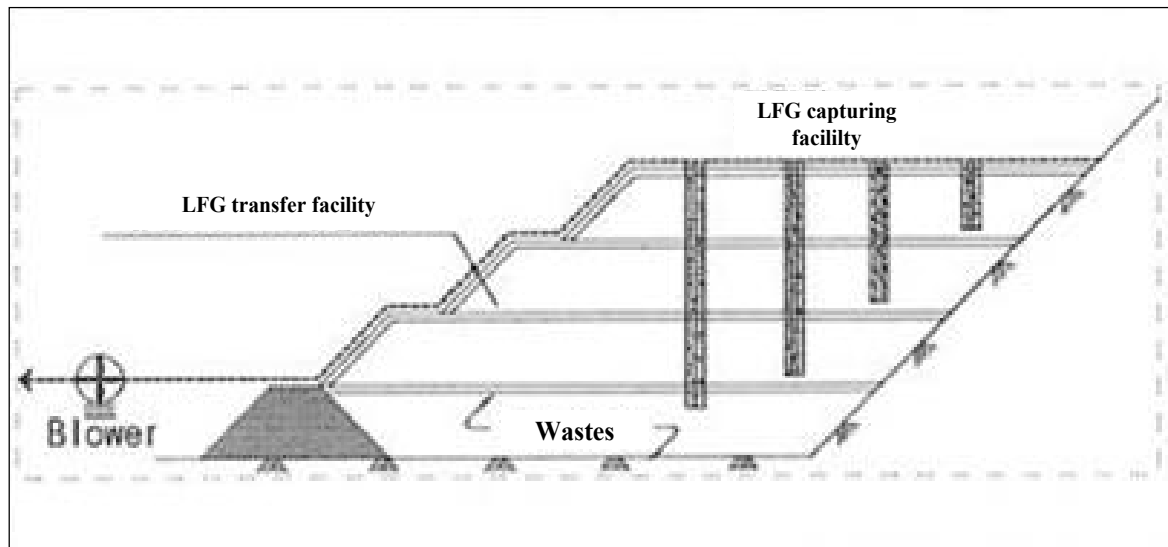 LFG capturing
facililty
LFG transfer facility
Blower
Wastes